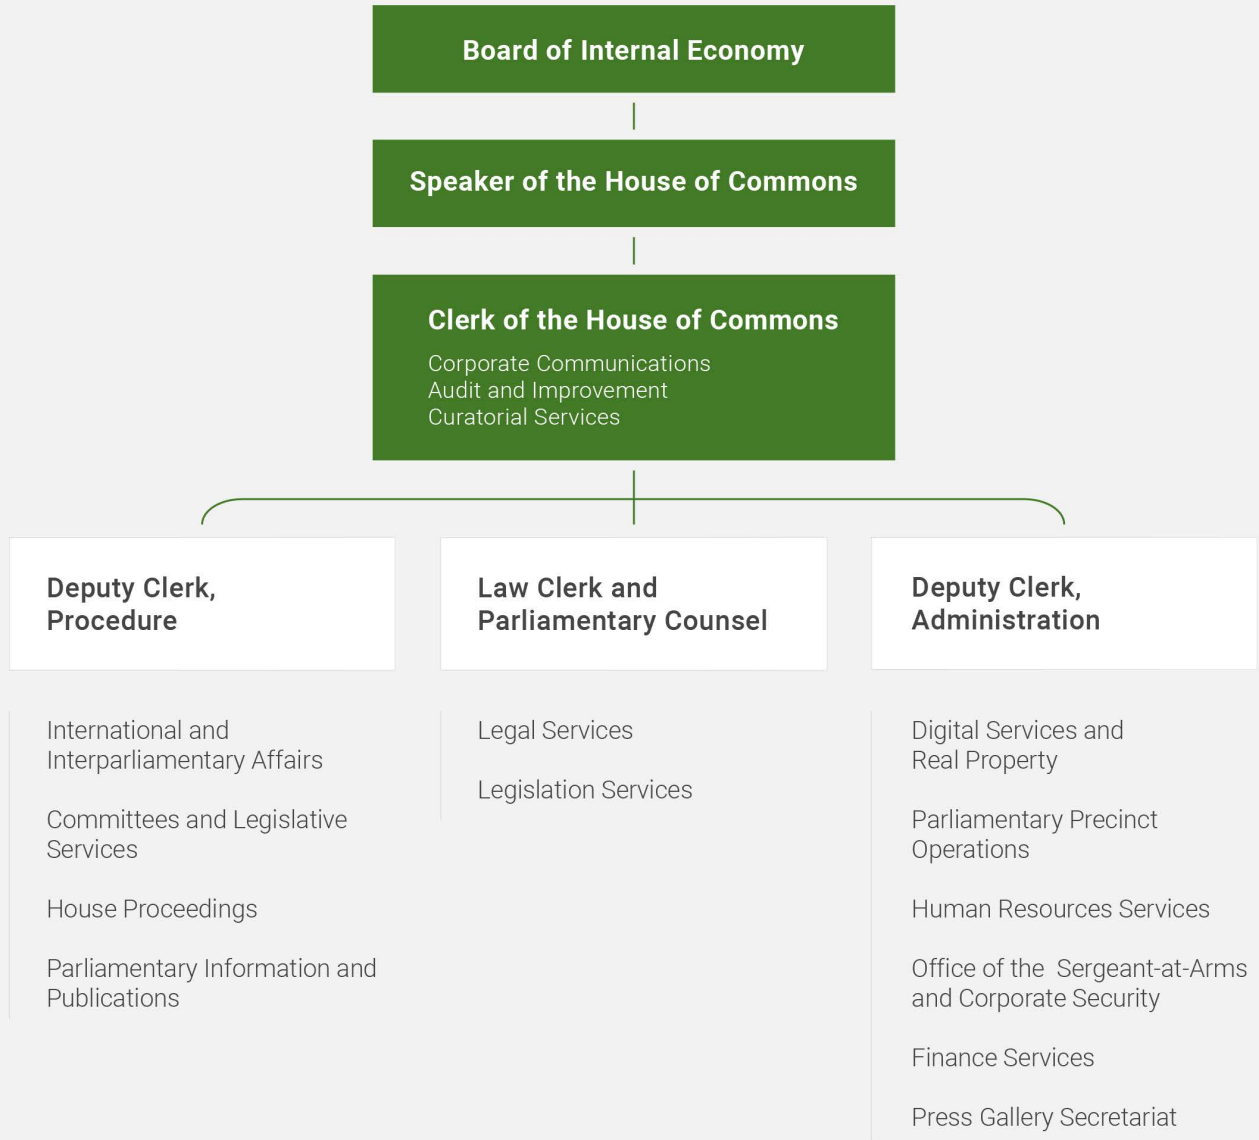 Board of Internal Economy
Speaker of the House of Commons
Clerk of the House of Commons
Corporate Communications
Audit and Improvement
Curatorial Services
Deputy Clerk,
Procedure
International and
Interparliamentary Affairs
Committees and Legislative
Services
House Proceedings
Parliamentary Information and
Publications
Law Clerk and
Parliamentary Counsel
Legal Services
Legislation Services
Deputy Clerk,
Administration
Digital Services and
Real Property
Parliamentary Precinct
Operations
Human Resources Services
Office of the Sergeant-at-Arms
and Corporate Security
Finance Services
Press Gallery Secretariat